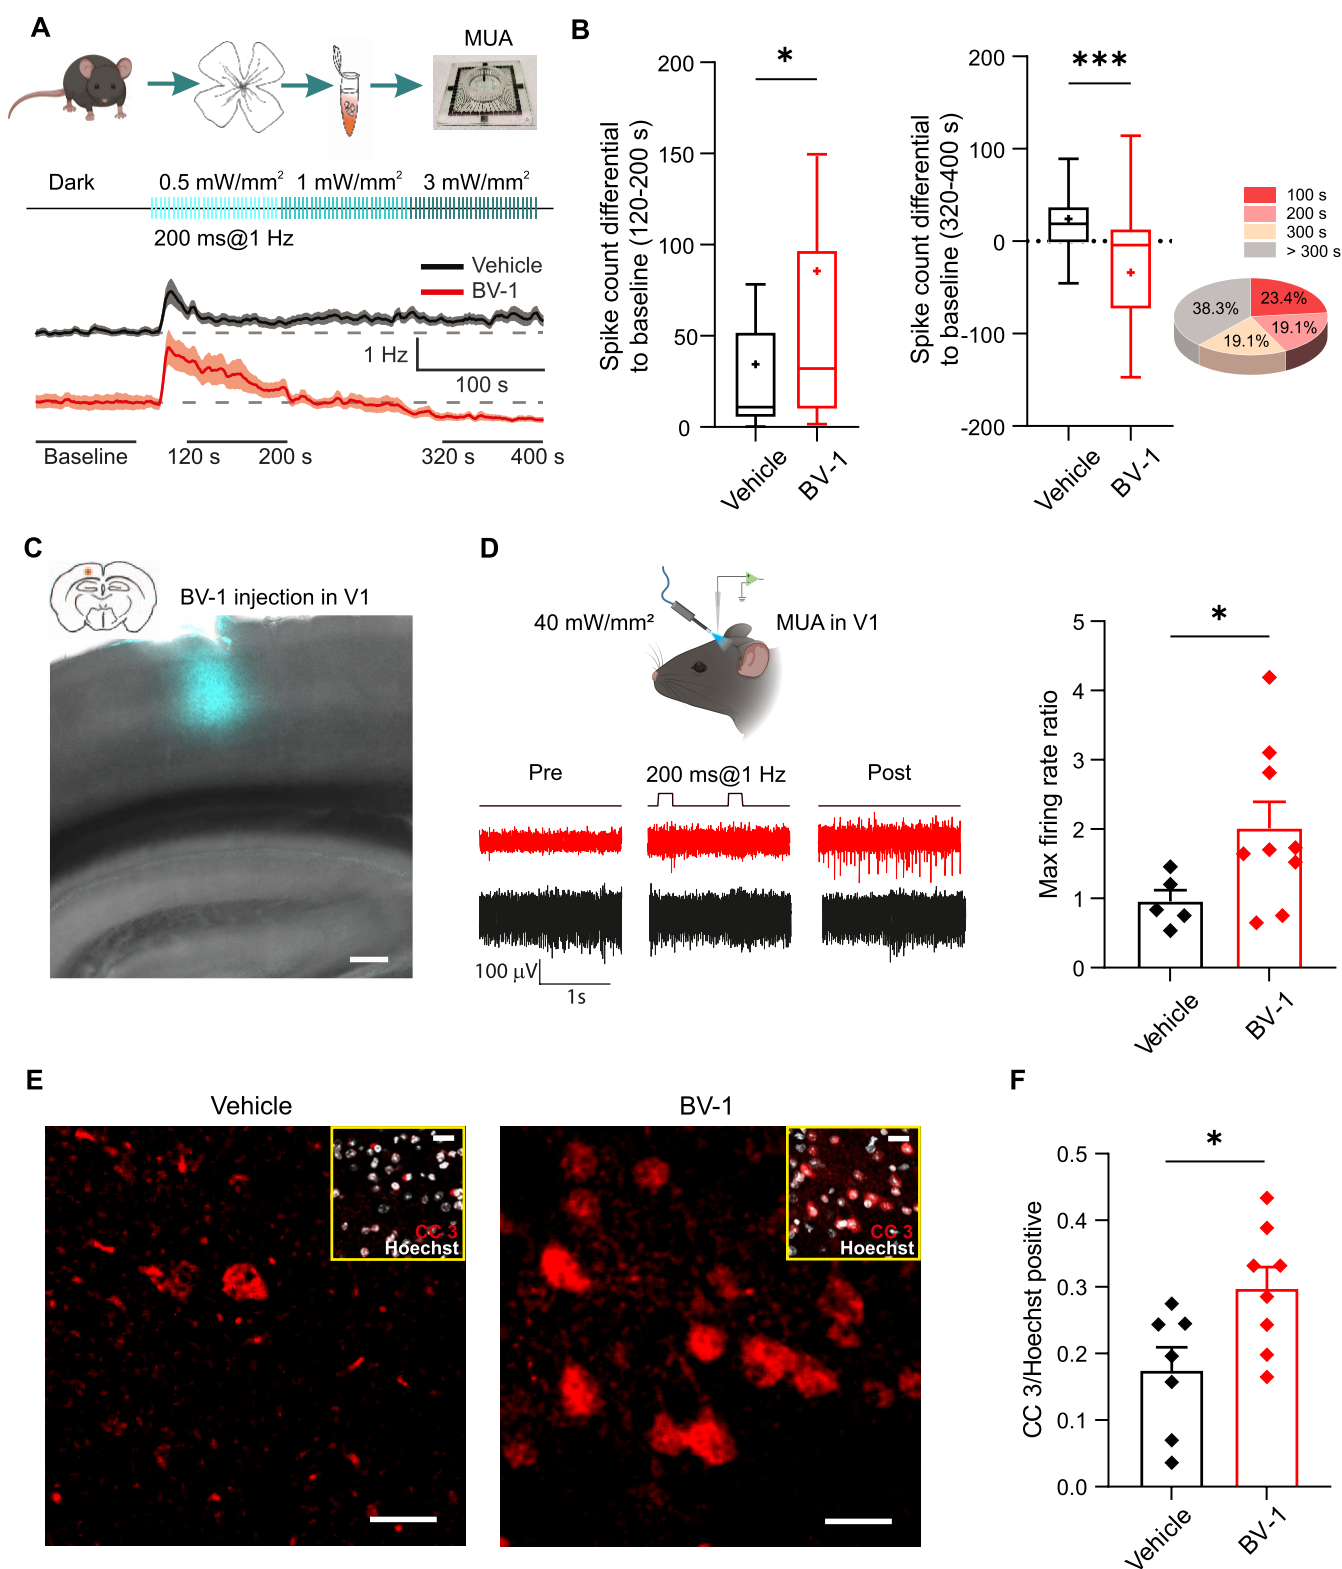 A
MUA
Dark
0.5 mW/mm²
1 mW/mm²
3 mW/mm²
200 ms@1 Hz
Vehicle
BV-1
1 Hz
100 s
Baseline
120 s
200 s
320 s
400 s
B
Spike count differential
to baseline (120-200 s)
200
150
100
50
0
*
Vehicle
BV-1
Spike count differential
to baseline (320-400 s)
200
100
0
-100
-200
***
Vehicle
BV-1
100 s
200 s
300 s
> 300 s
38.3%
23.4%
19.1%
19.1%
C
BV-1 injection in V1
D
40 mW/mm²
MUA in V1
Pre
200 ms@1 Hz
Post
100 µV
1s
Max firing rate ratio
5
4
3
2
1
0
*
Vehicle
BV-1
E
Vehicle
CC 3
Hoechst
BV-1
CC 3
Hoechst
F
CC 3/Hoechst positive
0.5
0.4
0.3
0.2
0.1
0.0
*
Vehicle
BV-1